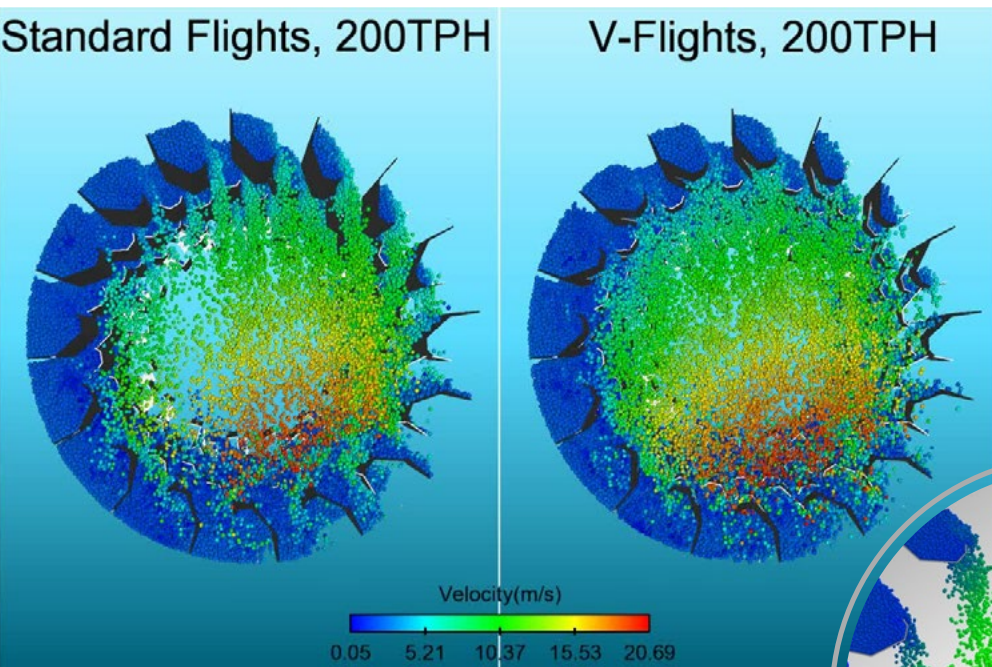 Standard Flights, 200TPH
V-Flights, 200TPH
Velocity(m/s)
0.05 5.21 10.37 15.53 20.69